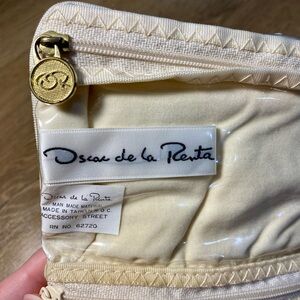 Oscar de la Renta
Oscar de la Renta
MAN MADE MATERIAL
MADE IN TAIWAN R.O.C.
ACCESSORY STREET
RN NO. 62720